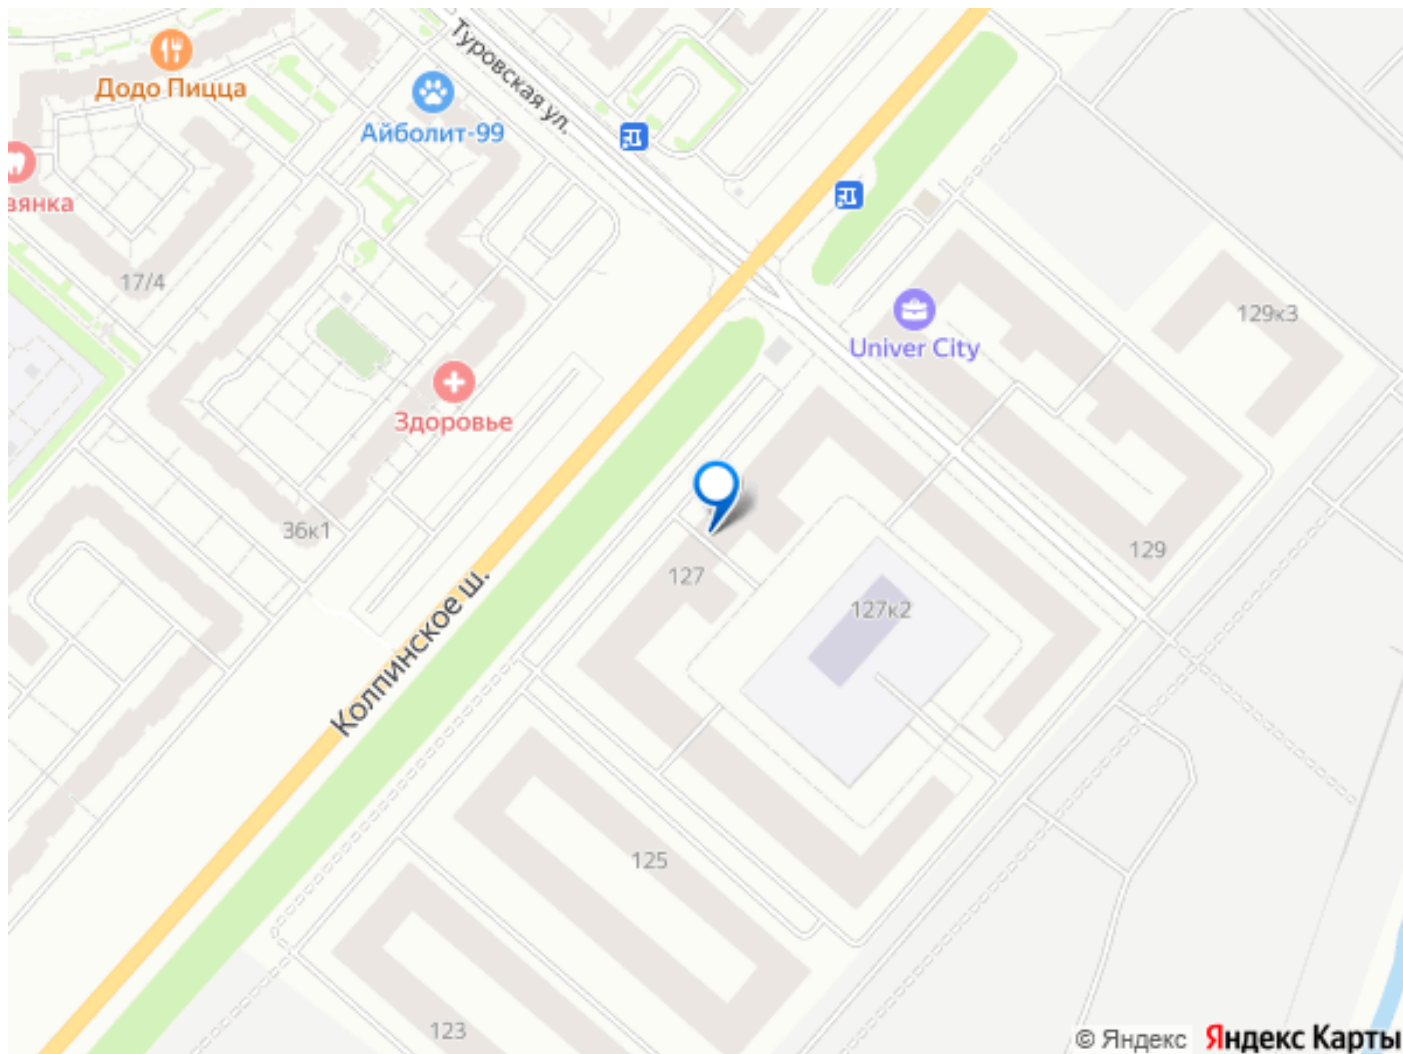 Туровская ул.
Додо Пицца
Айболит-99
вянка
17/4
129к3
Univer City
Здоровье
36к1
129
127
127к2
Колпинское ш.
125
123
© Яндекс Яндекс Карты